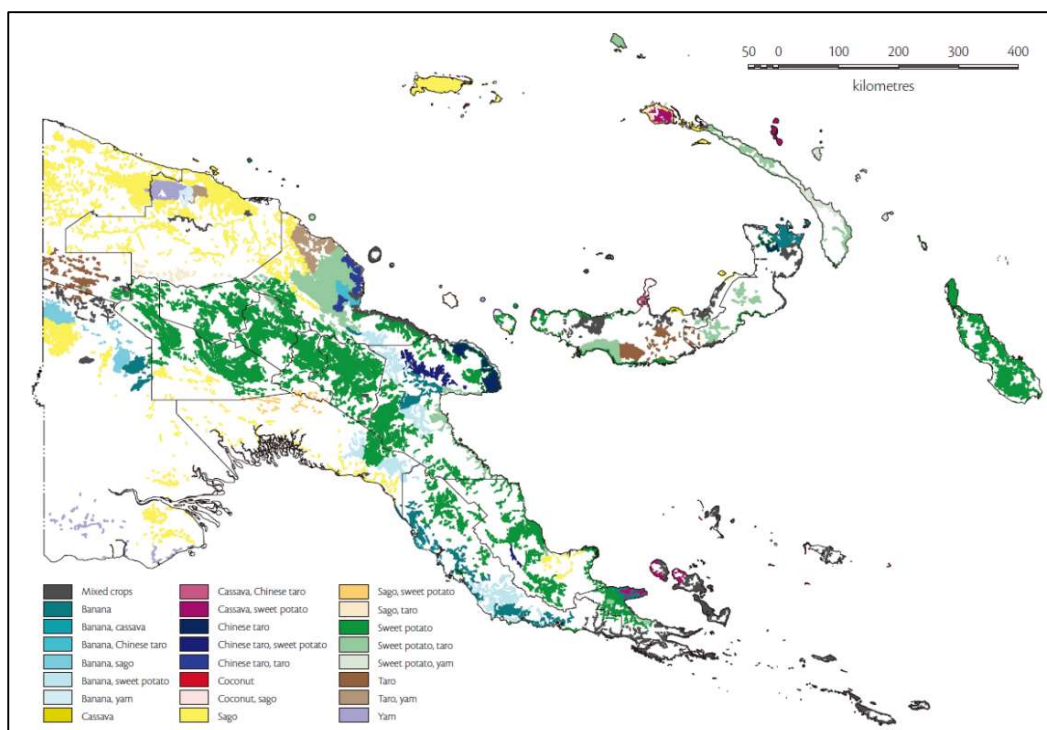 50 0 100 200 300 400
kilometres
Mixed crops
Banana
Banana, cassava
Banana, Chinese taro
Banana, sago
Banana, sweet potato
Banana, yam
Cassava
Cassava, Chinese taro
Cassava, sweet potato
Chinese taro
Chinese taro, sweet potato
Chinese taro, taro
Coconut
Coconut, sago
Sago
Sago, sweet potato
Sago, taro
Sweet potato
Sweet potato, taro
Sweet potato, yam
Taro
Taro, yam
Yam